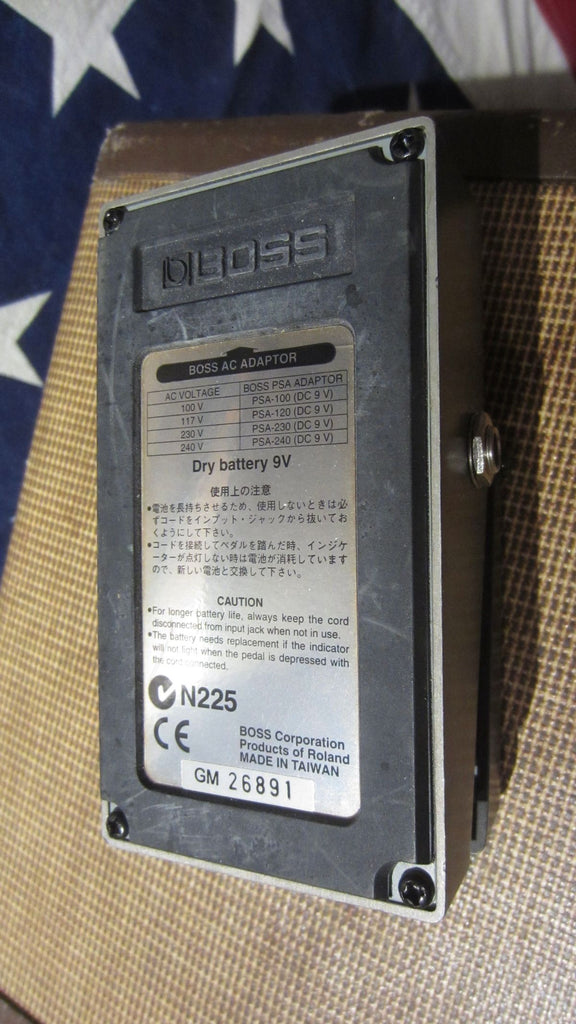 BOSS
BOSS AC ADAPTOR
AC VOLTAGE BOSS PSA ADAPTOR
100 V PSA-100 (DC 9 V)
117 V PSA-120 (DC 9 V)
230 V PSA-230 (DC 9 V)
240 V PSA-240 (DC 9 V)
Dry battery 9V
使用上の注意
•電池を長持ちさせるため、使用しないときは必
ずコードをインプット・ジャックから抜いてお
くようにして下さい。
•コードを接続してペダルを踏んだ時、インジケ
ーターが点灯しない時は電池が消耗しています
ので、新しい電池と交換して下さい。
CAUTION
•For longer battery life, always keep the cord
disconnected from input jack when not in use.
•The battery needs replacement if the indicator
will not light when the pedal is depressed with
the cord connected.
N225
CE
BOSS Corporation
Products of Roland
MADE IN TAIWAN
GM 26891